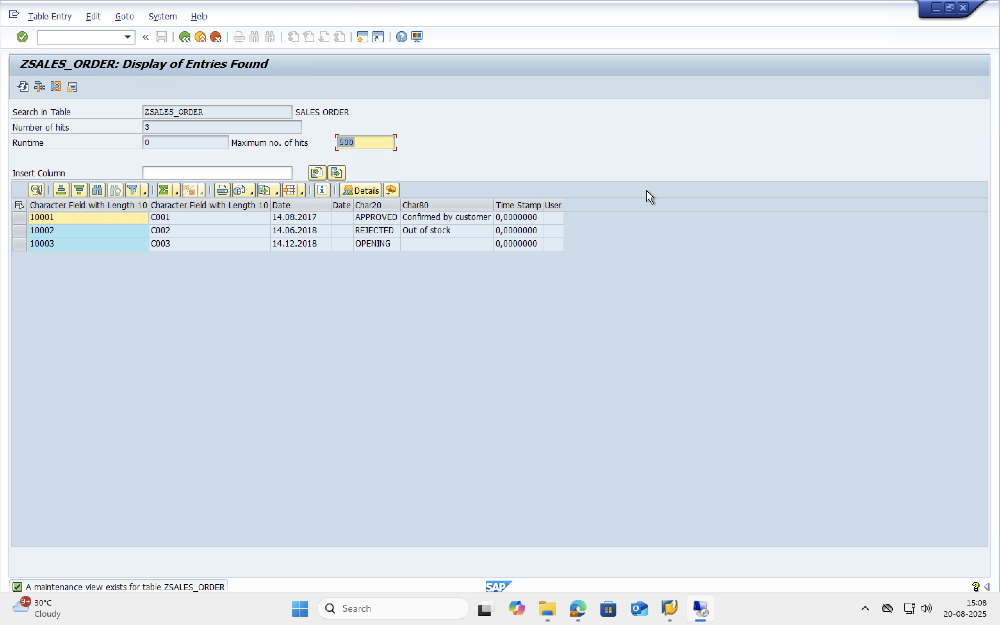 Table Entry Edit Goto System Help
ZSALES_ORDER: Display of Entries Found
Search in Table ZSALES_ORDER SALES ORDER
Number of hits 3
Runtime 0 Maximum no. of hits 500
Insert Column
Details
Character Field with Length 10 Character Field with Length 10 Date Date Char20 Char80 Time Stamp User
10001 C001 14.08.2017 APPROVED Confirmed by customer 0,0000000
10002 C002 14.06.2018 REJECTED Out of stock 0,0000000
10003 C003 14.12.2018 OPENING 0,0000000
A maintenance view exists for table ZSALES_ORDER SAP
9+ 30°C
Cloudy
Search
15:08
20-08-2025